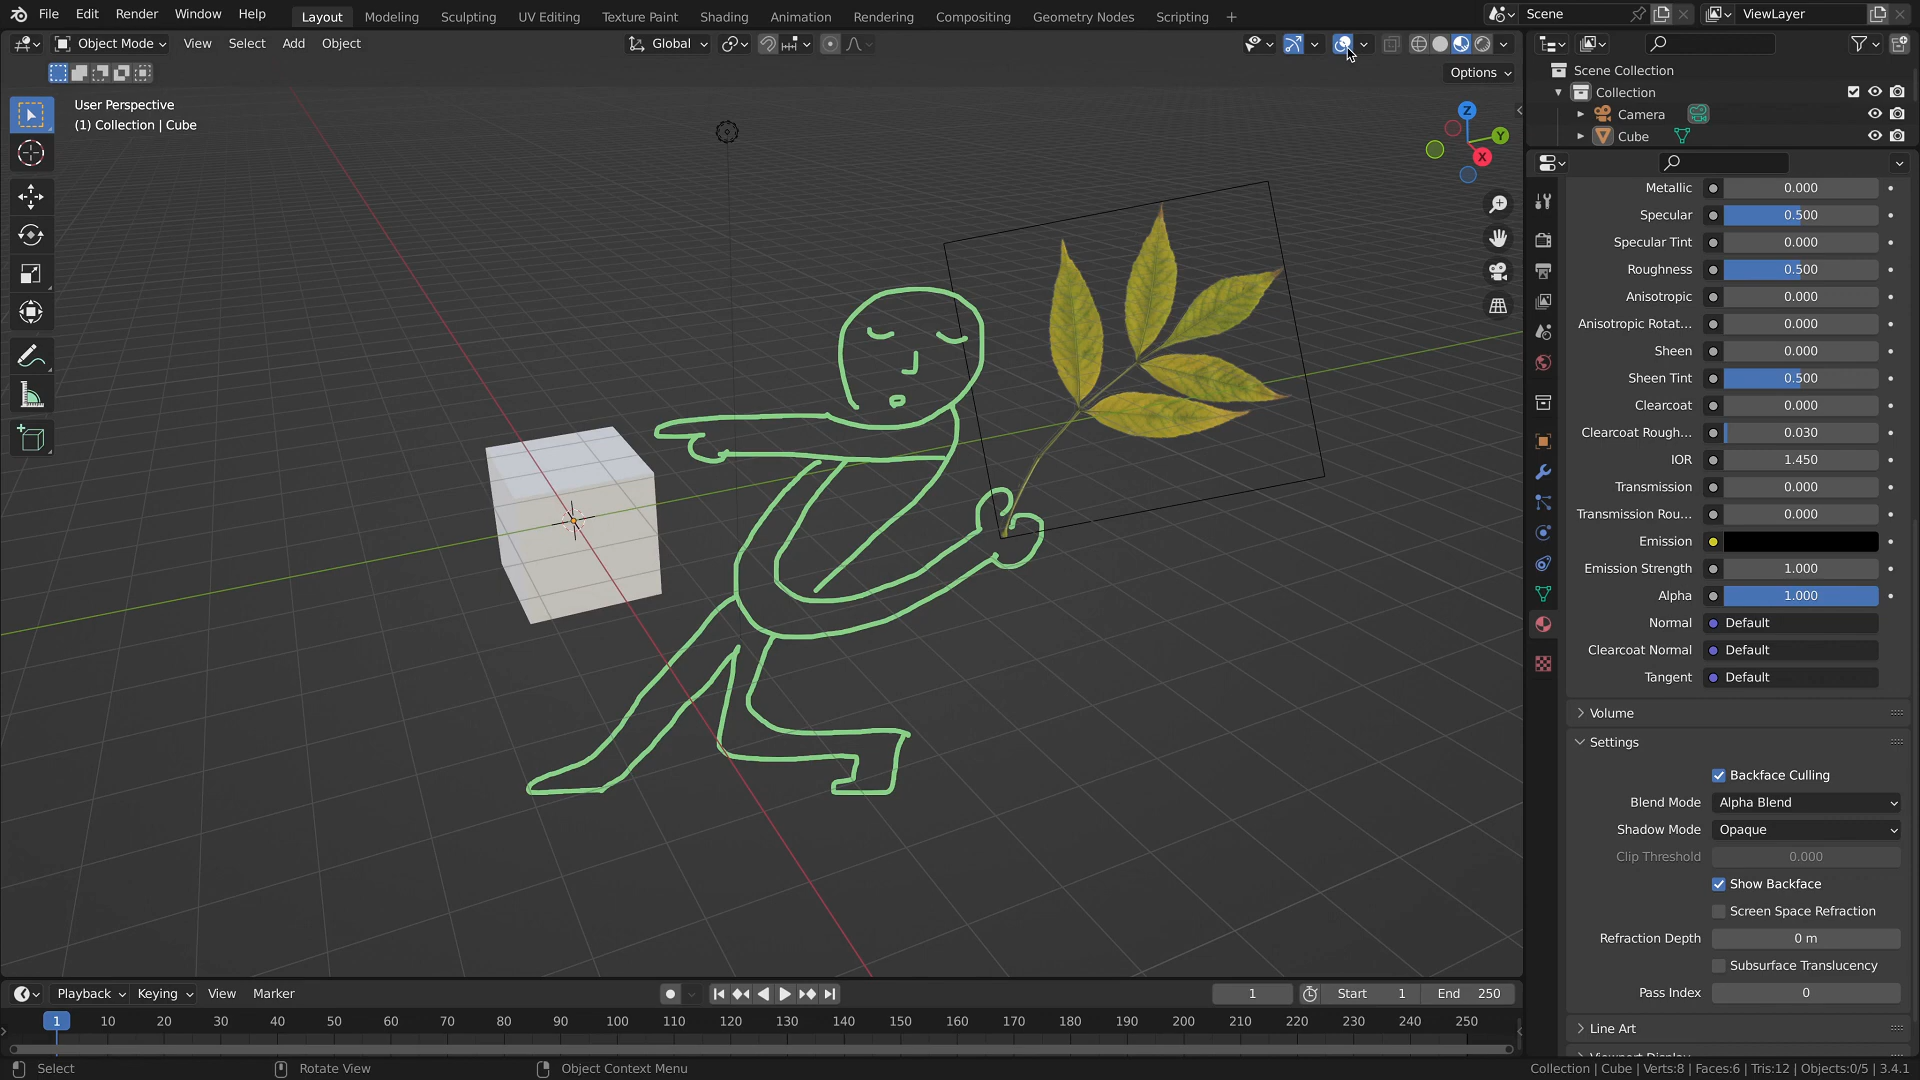 File Edit Render Window Help
Layout Modeling Sculpting UV Editing Texture Paint Shading Animation Rendering Compositing Geometry Nodes Scripting +
Scene
ViewLayer
Object Mode View Select Add Object
Global
Options
User Perspective
(1) Collection | Cube
Z
Y
X
Scene Collection
Collection
Camera
Cube
Metallic 0.000
Specular 0.500
Specular Tint 0.000
Roughness 0.500
Anisotropic 0.000
Anisotropic Rotat... 0.000
Sheen 0.000
Sheen Tint 0.500
Clearcoat 0.000
Clearcoat Rough... 0.030
IOR 1.450
Transmission 0.000
Transmission Rou... 0.000
Emission
Emission Strength 1.000
Alpha 1.000
Normal Default
Clearcoat Normal Default
Tangent Default
Volume
Settings
Backface Culling
Blend Mode Alpha Blend
Shadow Mode Opaque
Clip Threshold 0.000
Show Backface
Screen Space Refraction
Refraction Depth 0 m
Subsurface Translucency
Pass Index 0
Line Art
Playback Keying View Marker
1 Start 1 End 250
1 10 20 30 40 50 60 70 80 90 100 110 120 130 140 150 160 170 180 190 200 210 220 230 240 250
Select Rotate View Object Context Menu
Collection | Cube | Verts:8 | Faces:6 | Tris:12 | Objects:0/5 | 3.4.1